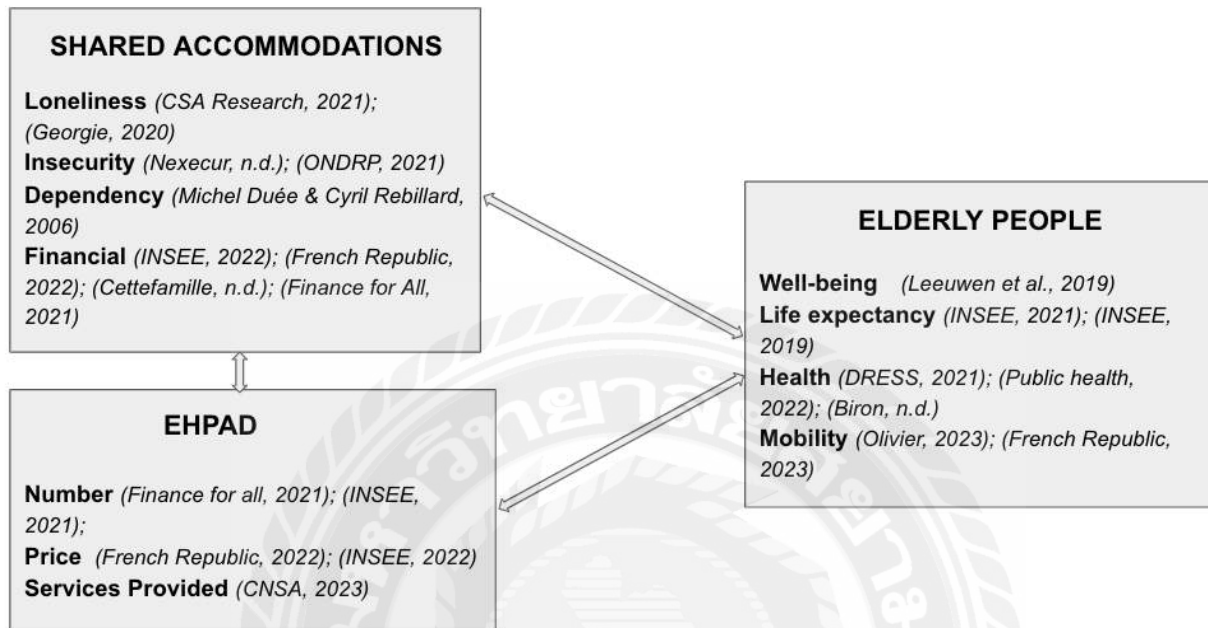 SHARED ACCOMMODATIONS
Loneliness (CSA Research, 2021);
(Georgie, 2020)
Insecurity (Nexecur, n.d.); (ONDRP, 2021)
Dependency (Michel Duée & Cyril Rebillard,
2006)
Financial (INSEE, 2022); (French Republic,
2022); (Cettefamille, n.d.); (Finance for All,
2021)
EHPAD
Number (Finance for all, 2021); (INSEE,
2021);
Price (French Republic, 2022); (INSEE, 2022)
Services Provided (CNSA, 2023)
ELDERLY PEOPLE
Well-being (Leeuwen et al., 2019)
Life expectancy (INSEE, 2021); (INSEE,
2019)
Health (DRESS, 2021); (Public health,
2022); (Biron, n.d.)
Mobility (Olivier, 2023); (French Republic,
2023)